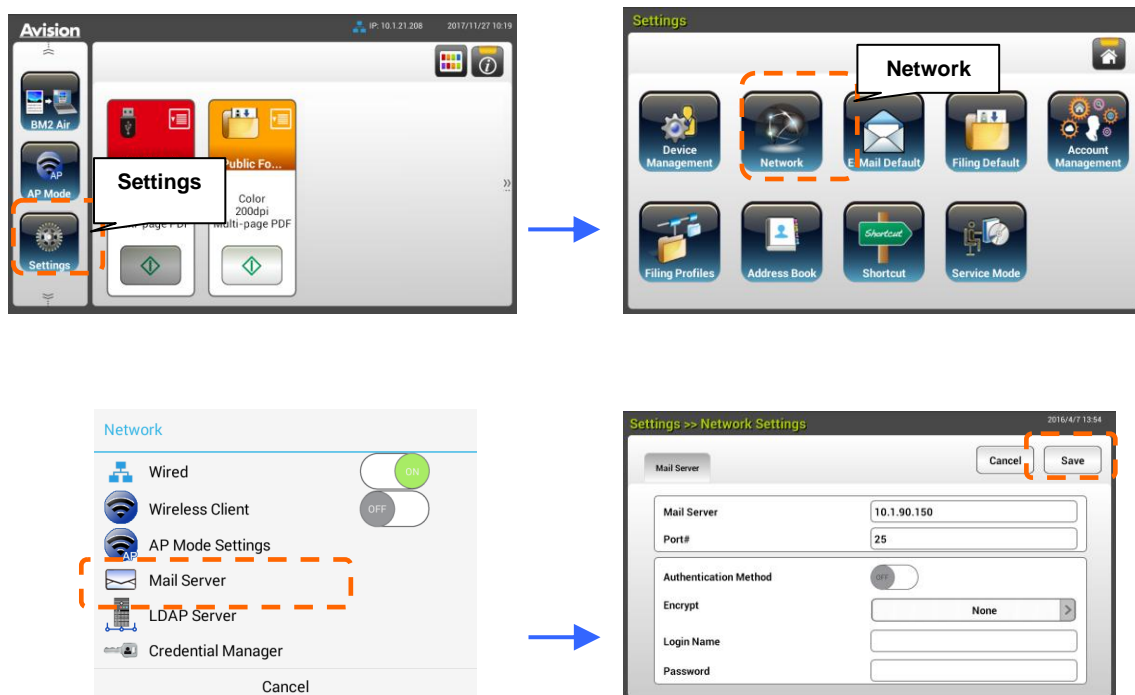 Avision
IP: 10.1.21.208
2017/11/27 10:19
BM2 Air
AP
AP Mode
Settings
Public Fo...
Color
200dpi
Multi-page PDF
Settings
Settings
Network
Device
Management
Network
E-Mail Default
Filing Default
Account
Management
Filing Profiles
Address Book
Shortcut
Shortcut
Service Mode
Network
Wired
ON
Wireless Client
OFF
AP
AP Mode Settings
Mail Server
LDAP Server
Credential Manager
Cancel
Settings >> Network Settings
2016/4/7 13:54
Mail Server
Cancel
Save
Mail Server
10.1.90.150
Port#
25
Authentication Method
OFF
Encrypt
None
Login Name
Password